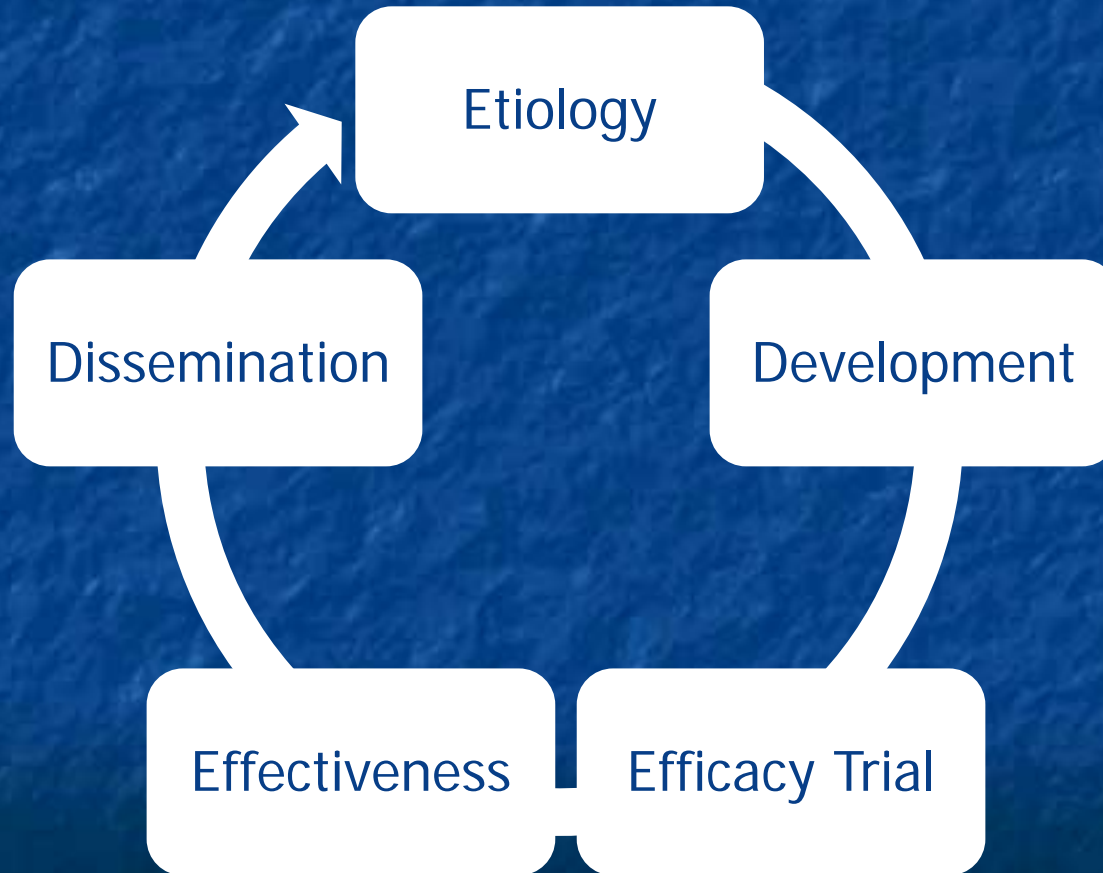 Etiology
Dissemination
Development
Effectiveness
Efficacy Trial